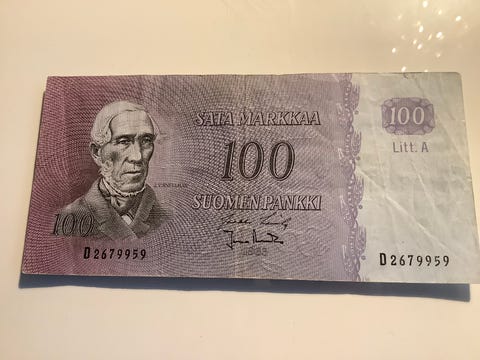 SATA MARKKAA
100
SUOMEN PANKKI
100
Litt. A
100
D2679959
D2679959